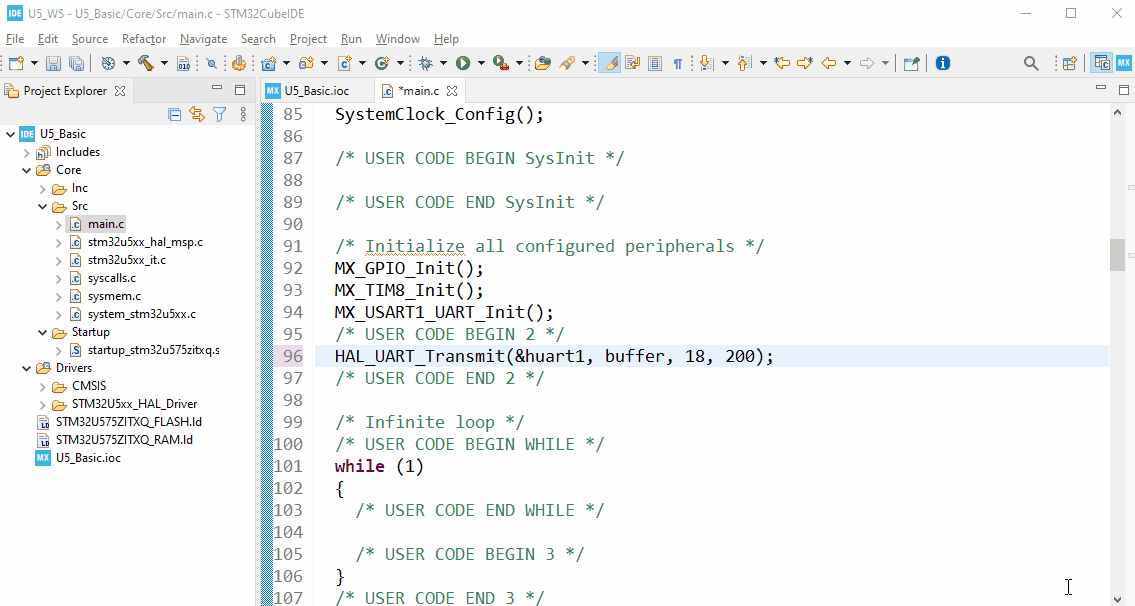 IDE U5_WS - U5_Basic/Core/Src/main.c - STM32CubeIDE
File Edit Source Refactor Navigate Search Project Run Window Help
010
MX
Project Explorer
MX U5_Basic.ioc
*main.c
IDE U5_Basic
Includes
Core
Inc
Src
main.c
stm32u5xx_hal_msp.c
stm32u5xx_it.c
syscalls.c
sysmem.c
system_stm32u5xx.c
Startup
startup_stm32u575zitxq.s
Drivers
CMSIS
STM32U5xx_HAL_Driver
STM32U575ZITXQ_FLASH.ld
STM32U575ZITXQ_RAM.ld
MX U5_Basic.ioc
85 SystemClock_Config();
86
87 /* USER CODE BEGIN SysInit */
88
89 /* USER CODE END SysInit */
90
91 /* Initialize all configured peripherals */
92 MX_GPIO_Init();
93 MX_TIM8_Init();
94 MX_USART1_UART_Init();
95 /* USER CODE BEGIN 2 */
96 HAL_UART_Transmit(&huart1, buffer, 18, 200);
97 /* USER CODE END 2 */
98
99 /* Infinite loop */
100 /* USER CODE BEGIN WHILE */
101 while (1)
102 {
103 /* USER CODE END WHILE */
104
105 /* USER CODE BEGIN 3 */
106 }
107 /* USER CODE END 3 */